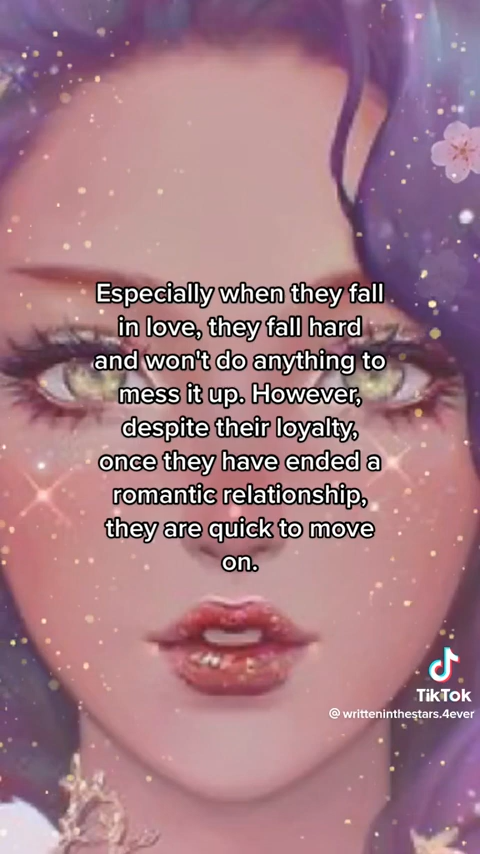 Especially when they fall
in love, they fall hard
and won't do anything to
mess it up. However,
despite their loyalty,
once they have ended a
romantic relationship,
they are quick to move
on.
TikTok
@ writteninthestars.4ever